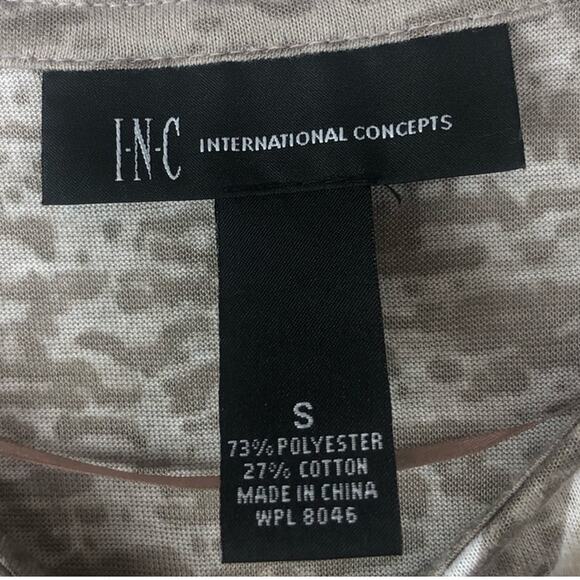 I·N·C INTERNATIONAL CONCEPTS
S
73% POLYESTER
27% COTTON
MADE IN CHINA
WPL 8046